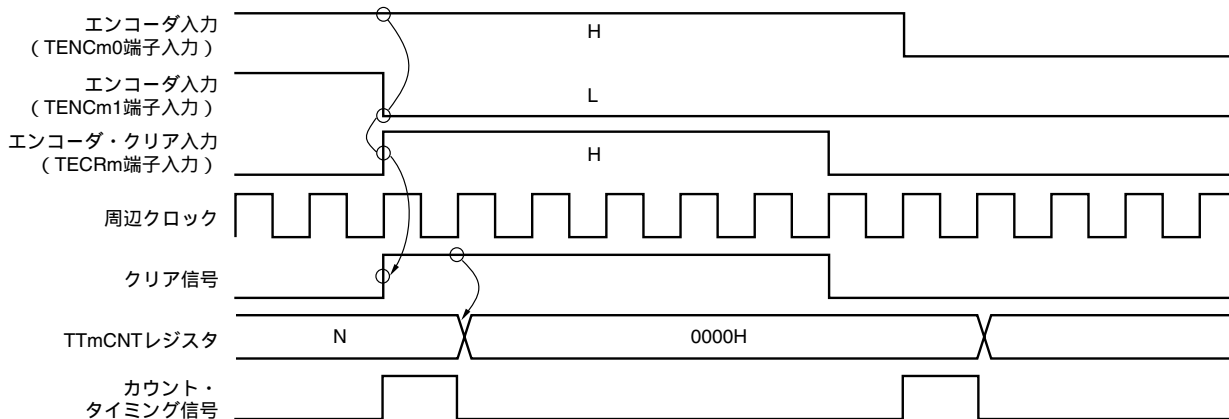 エンコーダ入力
（TENCm0端子入力）
H
エンコーダ入力
（TENCm1端子入力）
L
エンコーダ・クリア入力
（TECRm端子入力）
H
周辺クロック
クリア信号
TTmCNTレジスタ
N
0000H
カウント・
タイミング信号